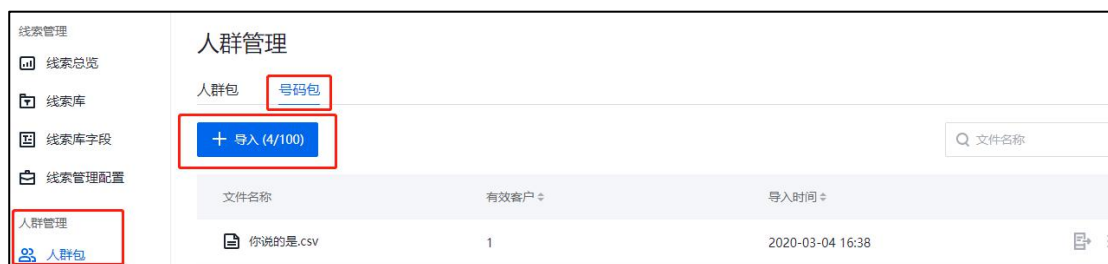 线索管理
线索总览
线索库
线索库字段
线索管理配置
人群管理
人群包
人群管理
人群包 号码包
+ 导入 (4/100)
文件名称
文件名称 有效客户 导入时间
你说的是.csv 1 2020-03-04 16:38